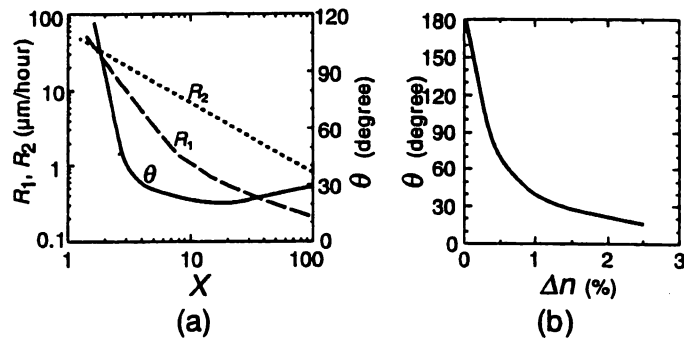 R₁, R₂ (μm/hour)
100
10
1
0.1
1
10
100
X
120
90
60
30
0
θ (degree)
R₂
R₁
θ
(a)
θ (degree)
180
150
120
90
60
30
0
0
1
2
3
Δn (%)
(b)